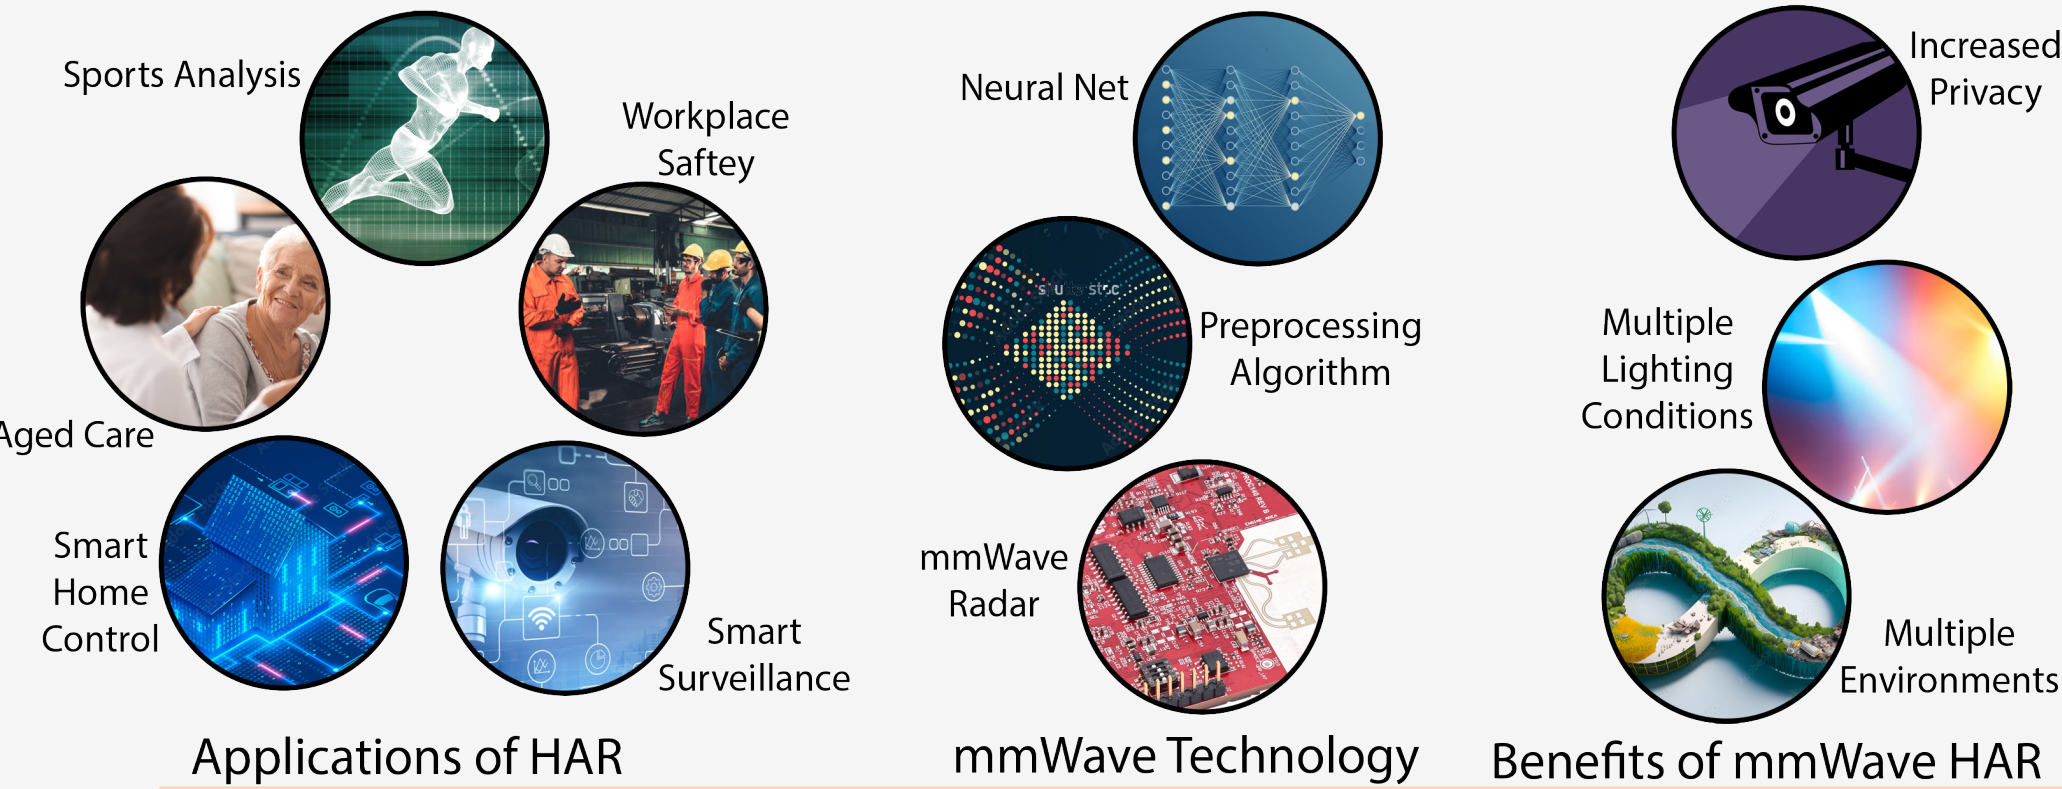 Sports Analysis
Workplace
Saftey
Aged Care
Smart
Home
Control
Smart
Surveillance
Applications of HAR
Neural Net
Preprocessing
Algorithm
mmWave
Radar
mmWave Technology
Increased
Privacy
Multiple
Lighting
Conditions
Multiple
Environments
Benefits of mmWave HAR